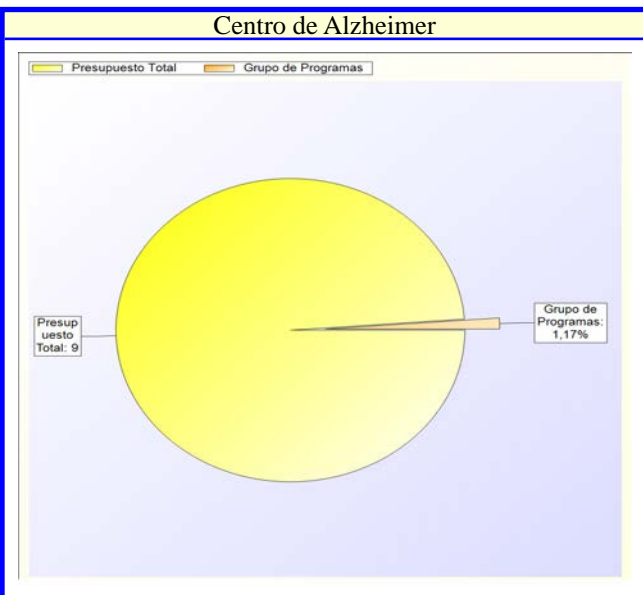 Centro de Alzheimer
Presupuesto Total Grupo de Programas
Presup
uesto
Total: 9
Grupo de
Programas:
1,17%